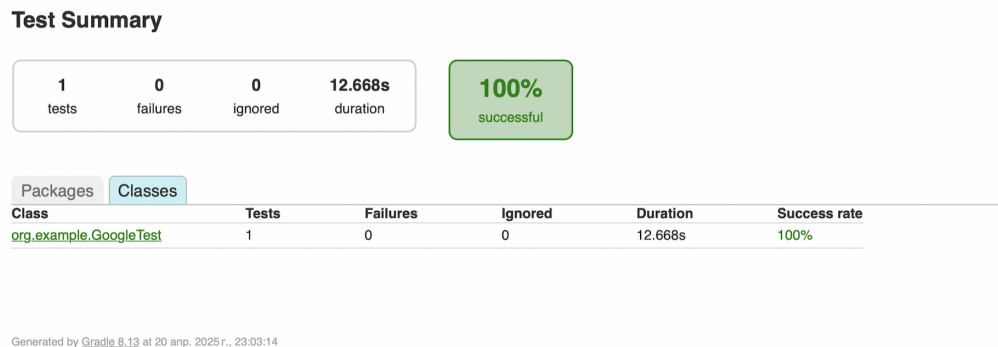 Test Summary
1 0 0 12.668s
tests failures ignored duration
100%
successful
Packages Classes
Class Tests Failures Ignored Duration Success rate
org.example.GoogleTest 1 0 0 12.668s 100%
Generated by Gradle 8.13 at 20 апр. 2025 г., 23:03:14